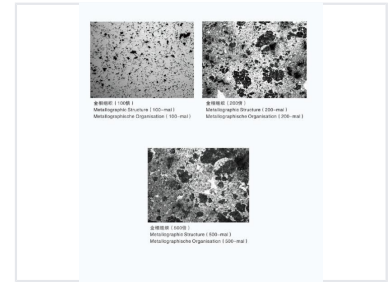 金相组织（100倍）
Metallographic Structure ( 100-mal )
Metallographische Organisation ( 100-mal )
金相组织（200倍）
Metallographic Structure ( 200-mal )
Metallographische Organisation ( 200-mal )
金相组织（500倍）
Metallographic Structure ( 500-mal )
Metallographische Organisation ( 500-mal )